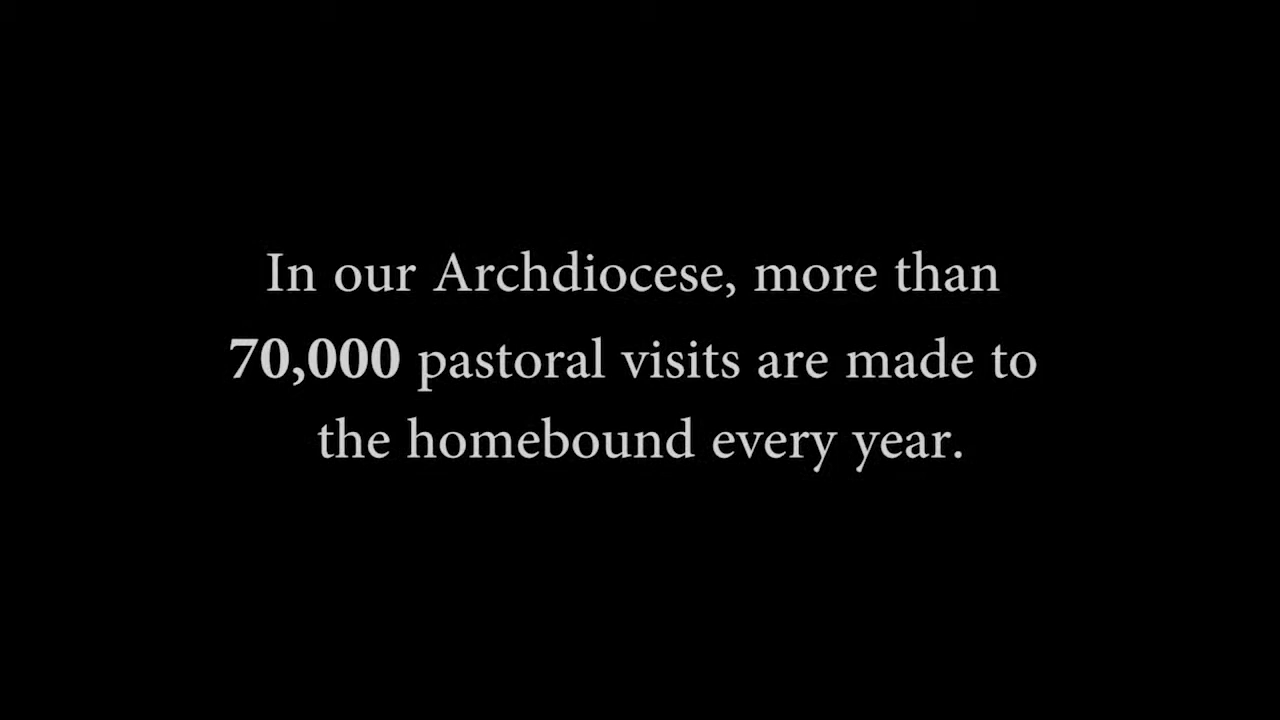 In our Archdiocese, more than
70,000 pastoral visits are made to
the homebound every year.